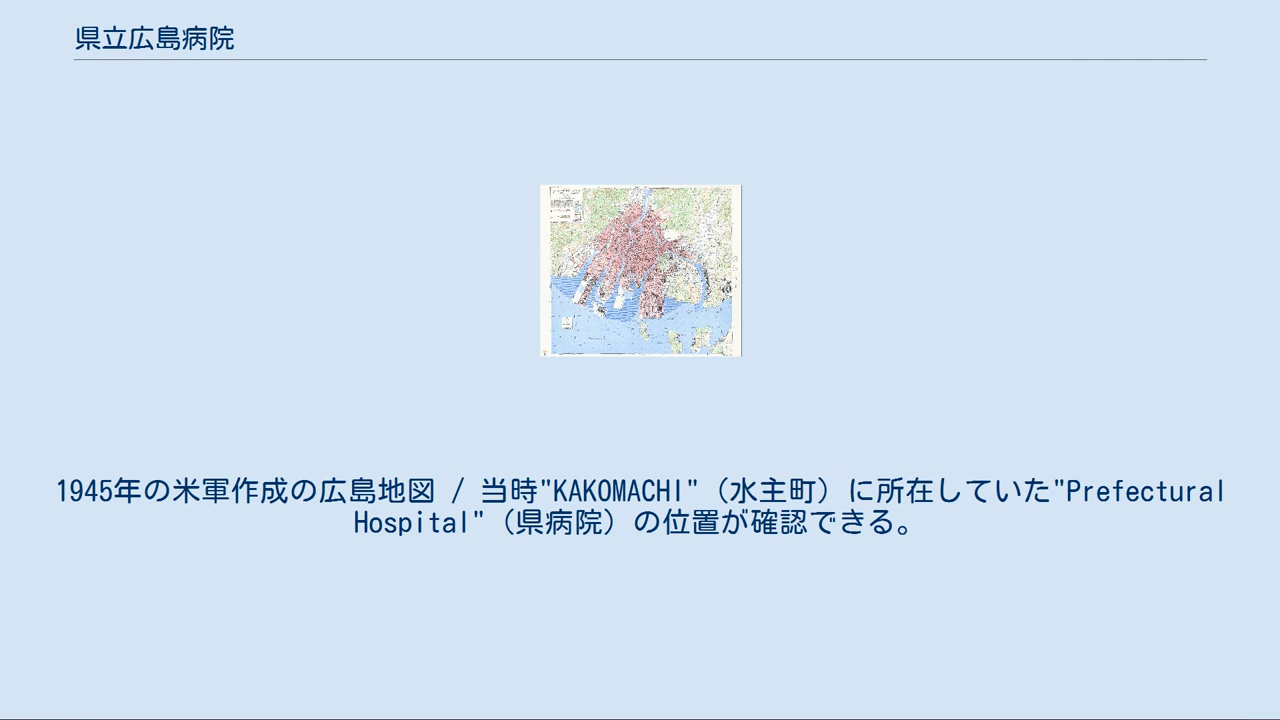 県立広島病院
1945年の米軍作成の広島地図 / 当時"KAKOMACHI"（水主町）に所在していた"Prefectural
Hospital"（県病院）の位置が確認できる。